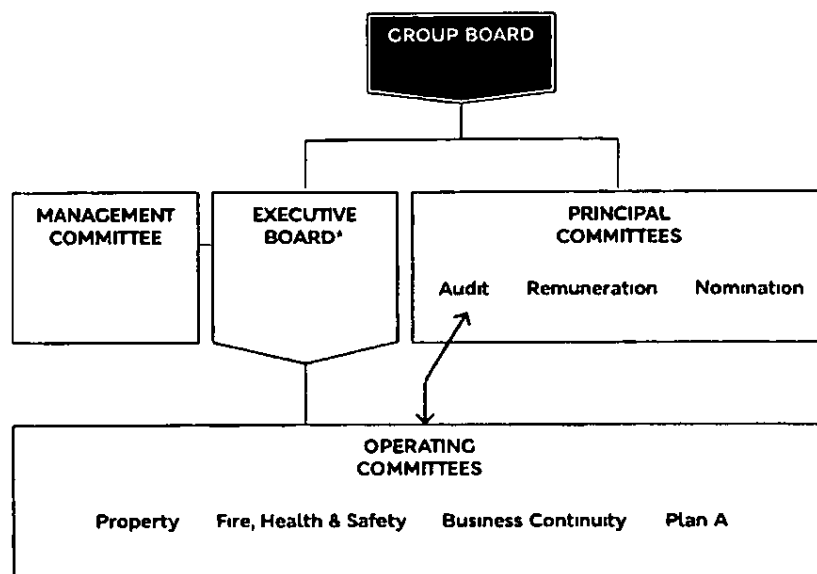 GROUP BOARD
MANAGEMENT
COMMITTEE
EXECUTIVE
BOARD*
PRINCIPAL
COMMITTEES
Audit Remuneration Nomination
OPERATING
COMMITTEES
Property Fire, Health & Safety Business Continuity Plan A